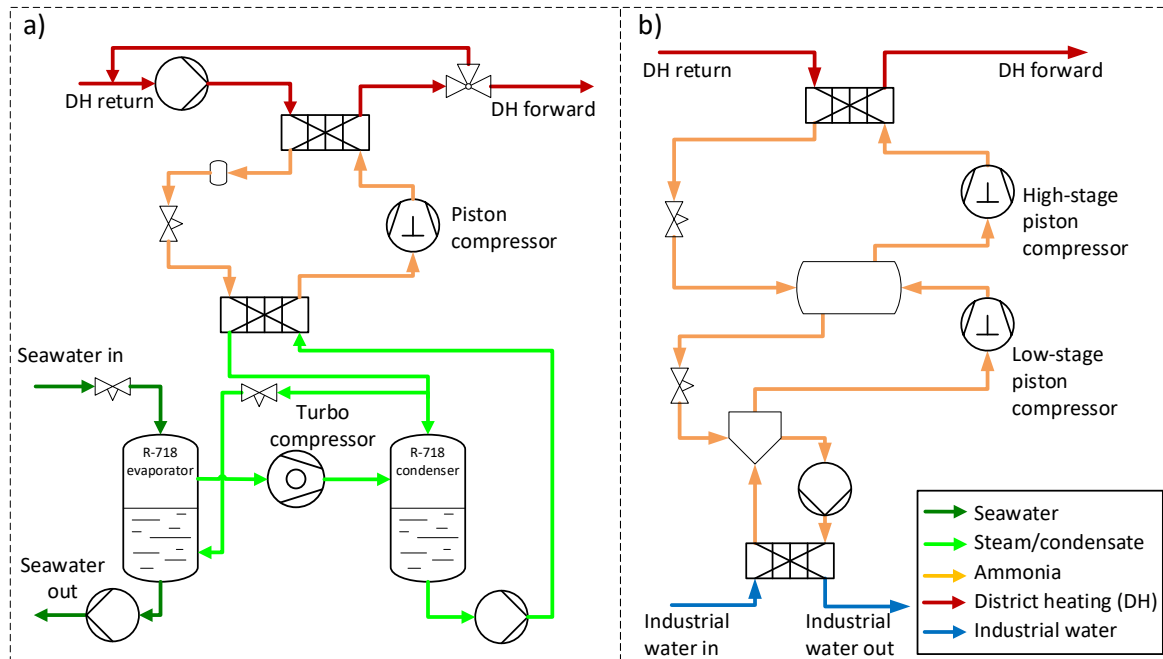 a)
DH return
DH forward
Piston
compressor
Seawater in
Turbo
compressor
R-718
evaporator
R-718
condenser
Seawater
out
b)
DH return
DH forward
High-stage
piston
compressor
Low-stage
piston
compressor
Industrial
water in
Industrial
water out
Seawater
Steam/condensate
Ammonia
District heating (DH)
Industrial water